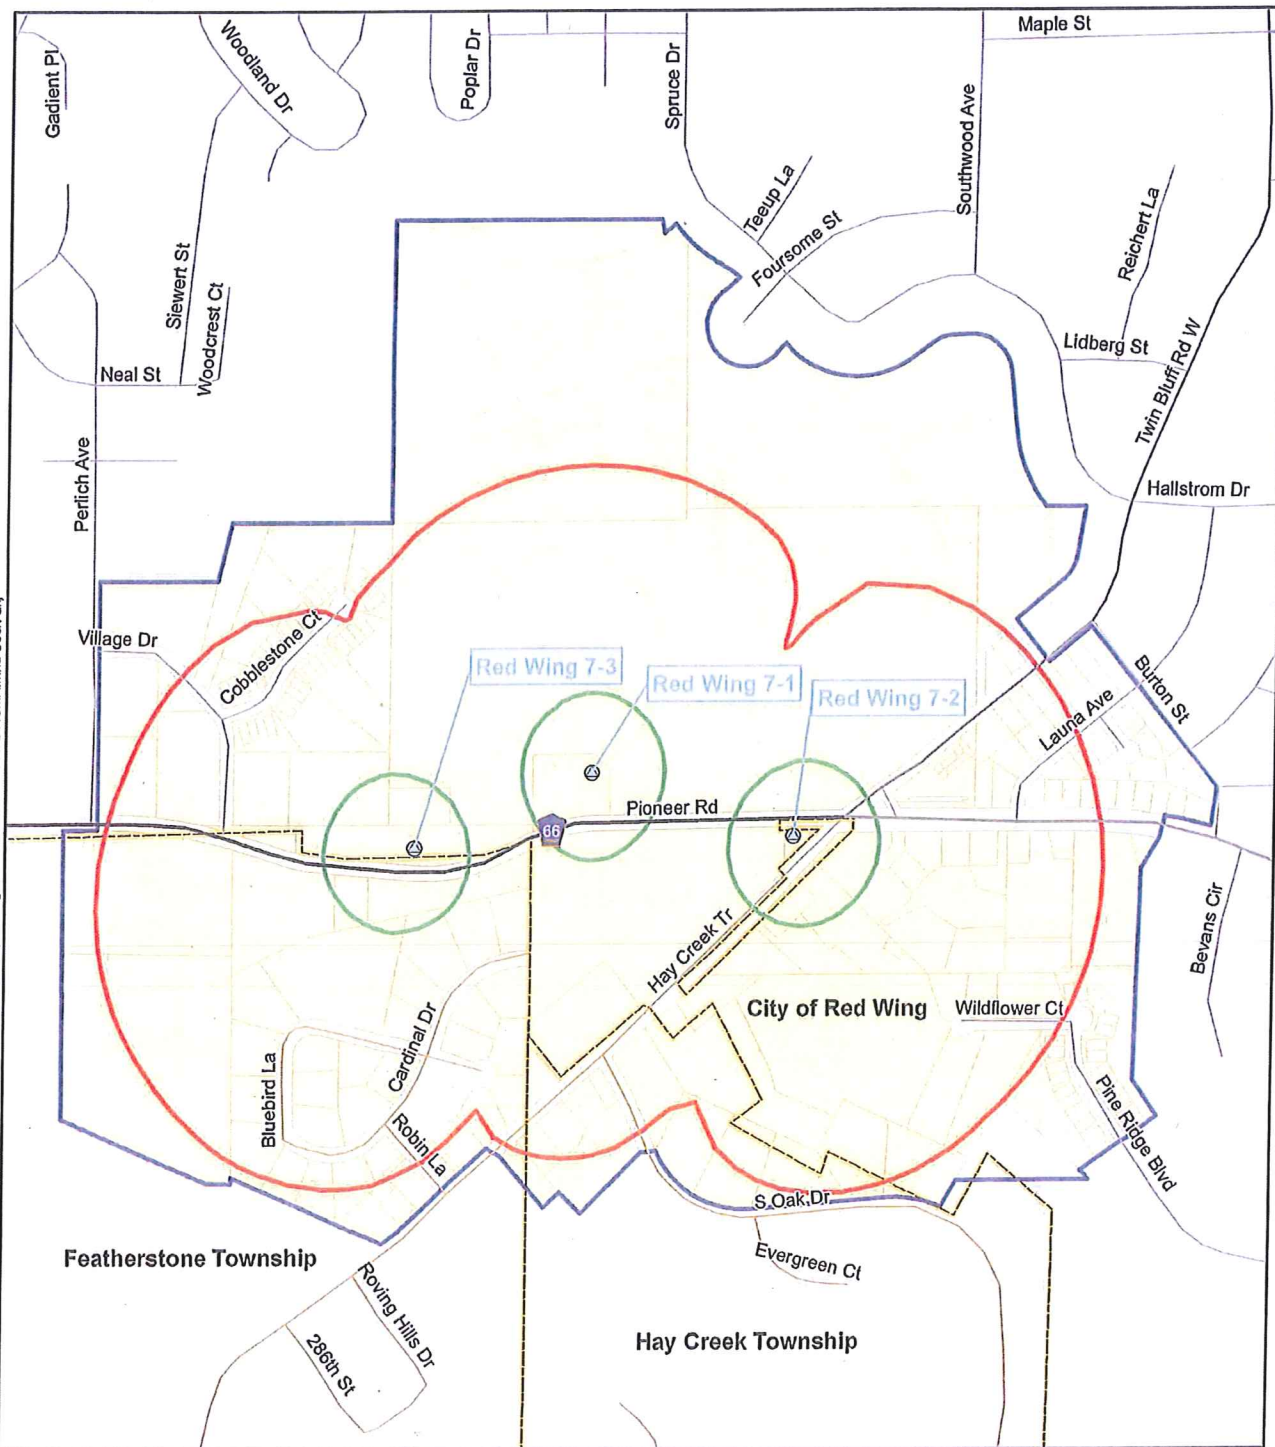 Maple St
Woodland Dr
Gadient Pl
Poplar Dr
Spruce Dr
Southwood Ave
Teeup La
Foursome St
Reichert La
Siewert St
Woodcrest Ct
Lidberg St
Twin Bluff Rd W
Neal St
Perlich Ave
Hallstrom Dr
Village Dr
Cobblestone Ct
Red Wing 7-3
Red Wing 7-1
Red Wing 7-2
Burton St
Launa Ave
Pioneer Rd
66
Hay Creek Tr
Bevans Cir
City of Red Wing
Wildflower Ct
Cardinal Dr
Bluebird La
Robin La
Pine Ridge Blvd
S Oak Dr
Featherstone Township
Evergreen Ct
Roving Hills Dr
286th St
Hay Creek Township